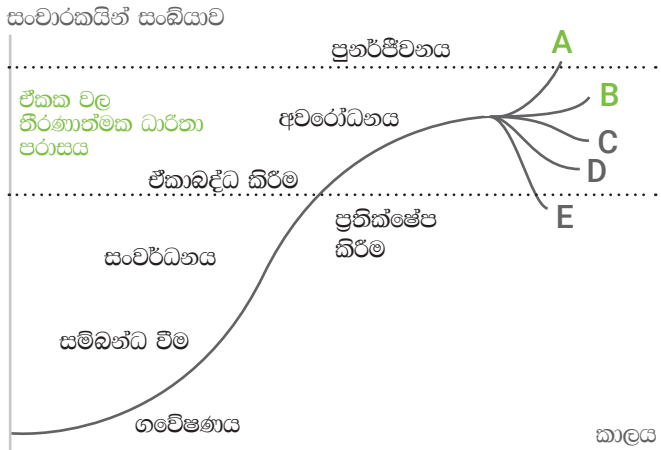 සංචාරකයින් සංඛ්යාව
පුනර්ජීවනය
A
ඒකක වල
තීරණාත්මක ධාරිතා
පරාසය
B
අවරෝධනය
C
D
ඒකාබද්ධ කිරීම
ප්‍රතික්ෂේප
කිරීම
E
සංවර්ධනය
සම්බන්ධ වීම
ගවේෂණය
කාලය